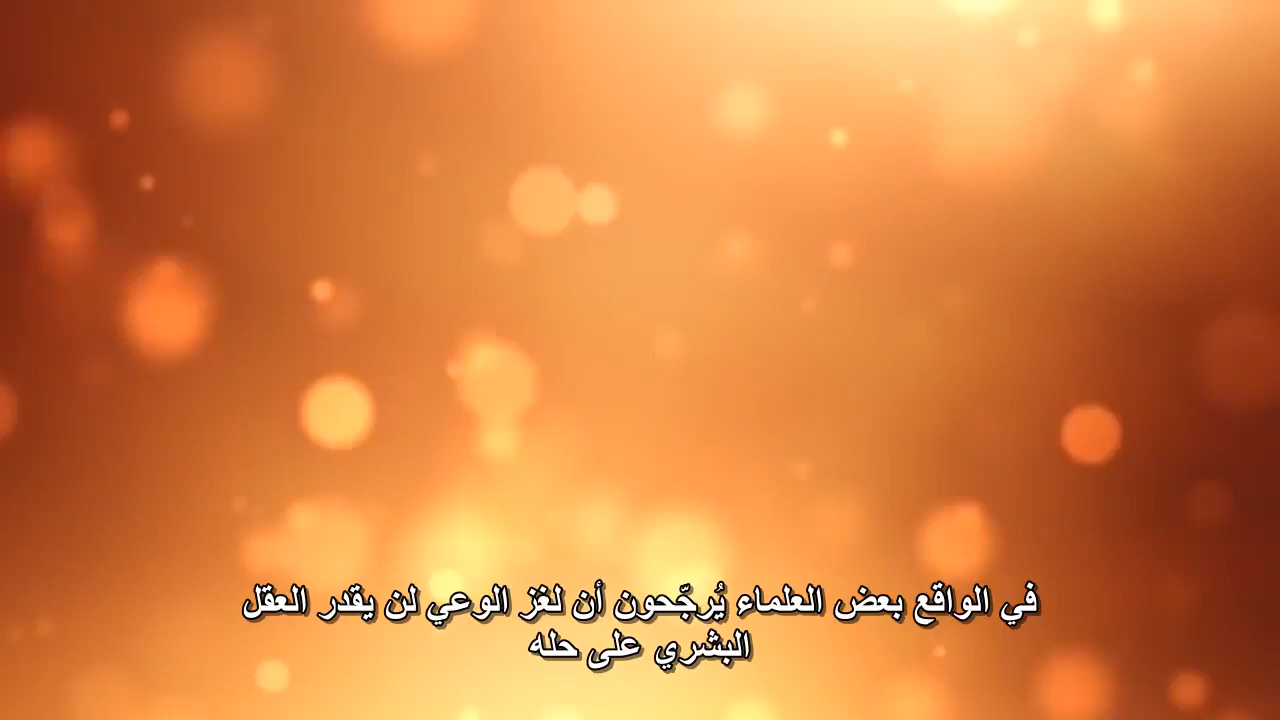 في الواقع بعض العلماء يُرجّحون أن لغز الوعي لن يقدر العقل
البشري على حله